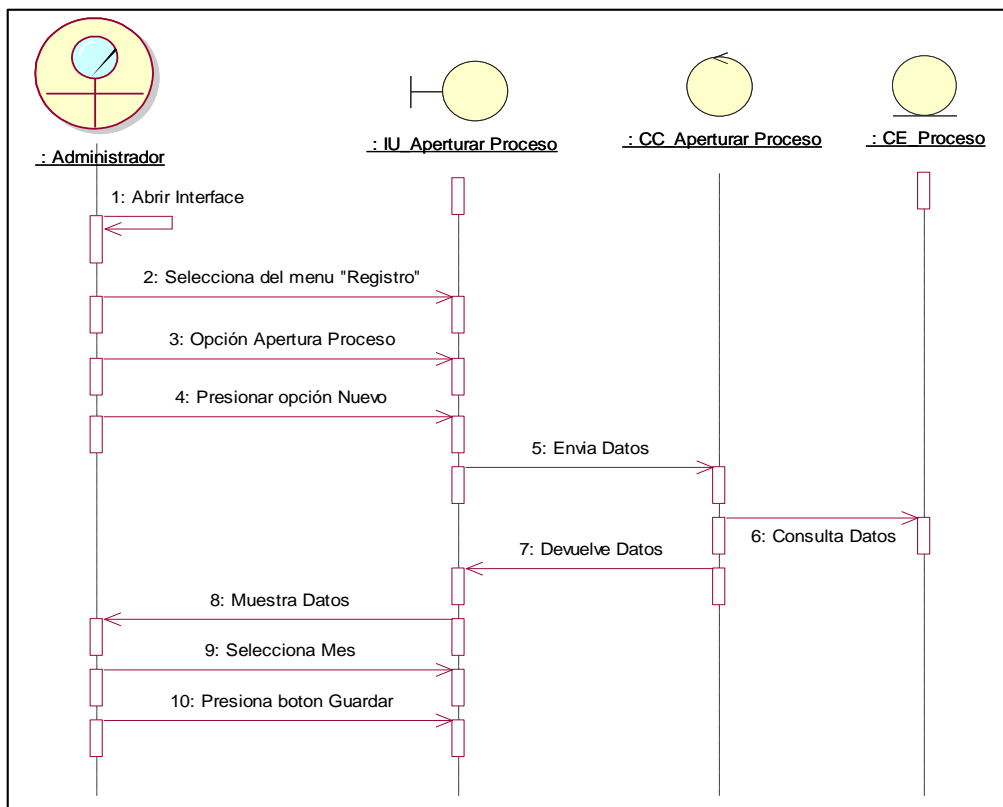 : Administrador
: IU_Aperturar Proceso
: CC_Aperturar Proceso
: CE_Proceso
1: Abrir Interface
2: Selecciona del menu "Registro"
3: Opción Apertura Proceso
4: Presionar opción Nuevo
5: Envia Datos
6: Consulta Datos
7: Devuelve Datos
8: Muestra Datos
9: Selecciona Mes
10: Presiona boton Guardar